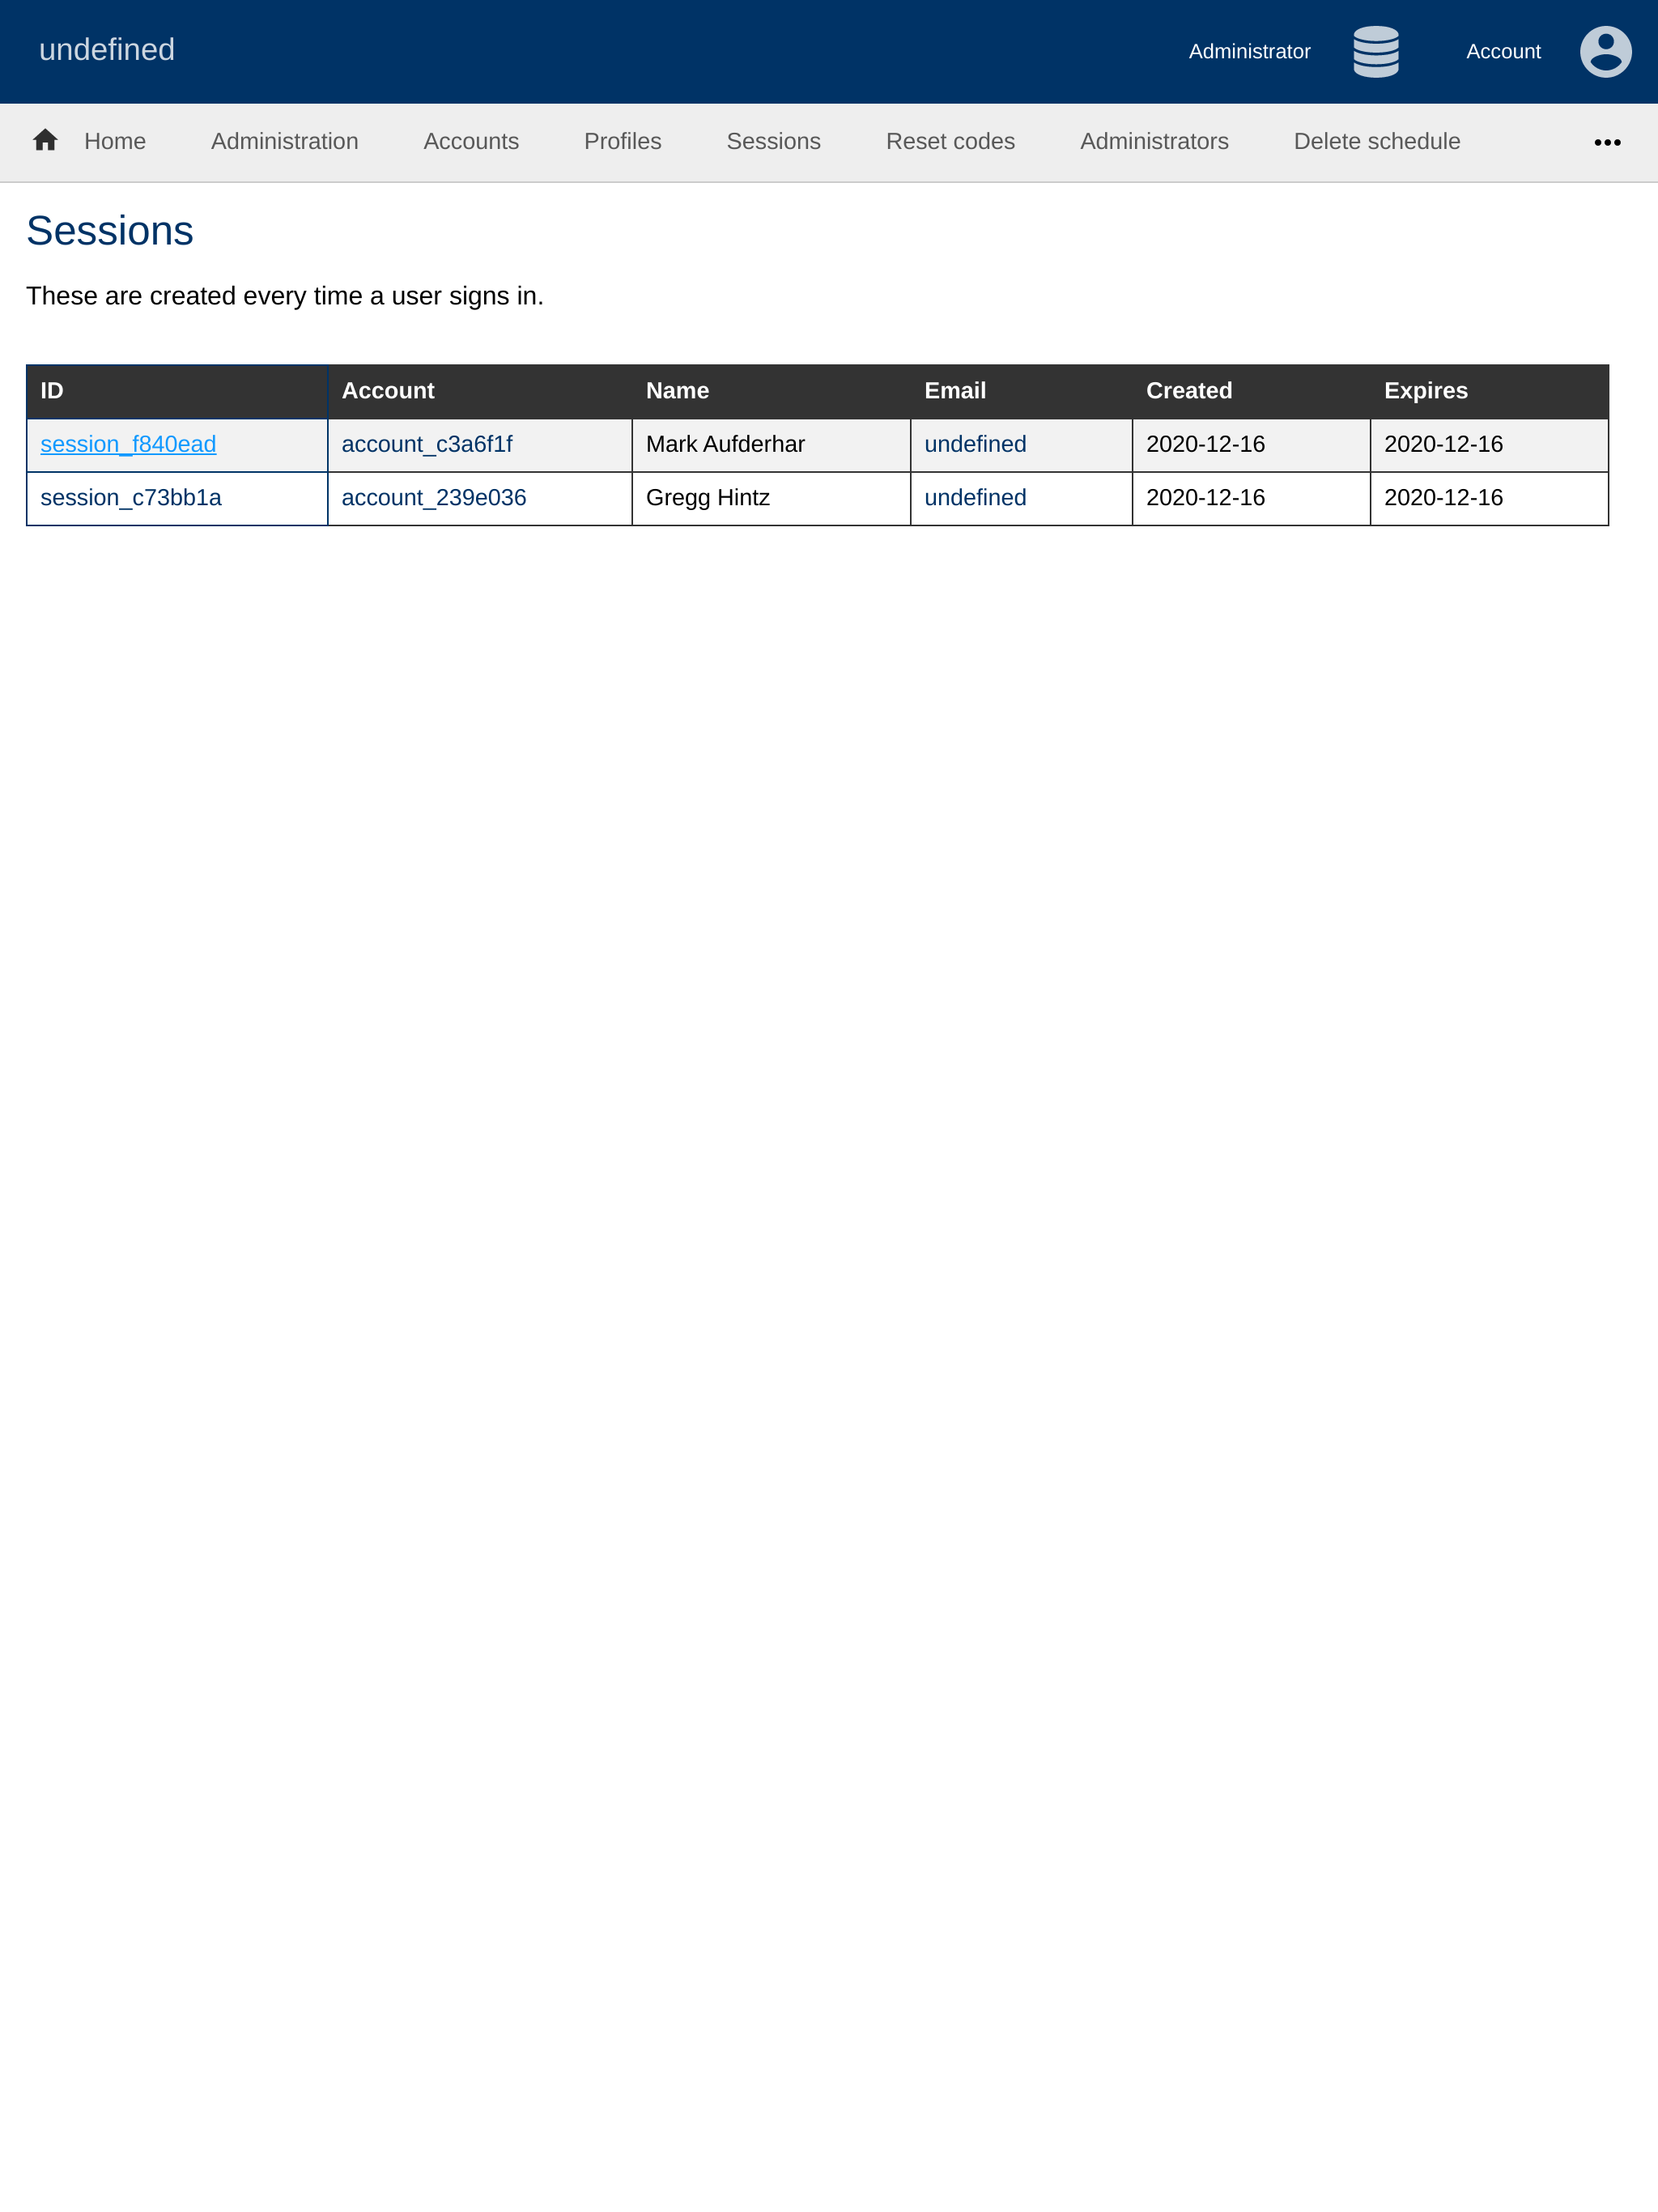 undefined Administrator Account
Home Administration Accounts Profiles Sessions Reset codes Administrators Delete schedule
Sessions
These are created every time a user signs in.
ID Account Name Email Created Expires
session_f840ead account_c3a6f1f Mark Aufderhar undefined 2020-12-16 2020-12-16
session_c73bb1a account_239e036 Gregg Hintz undefined 2020-12-16 2020-12-16